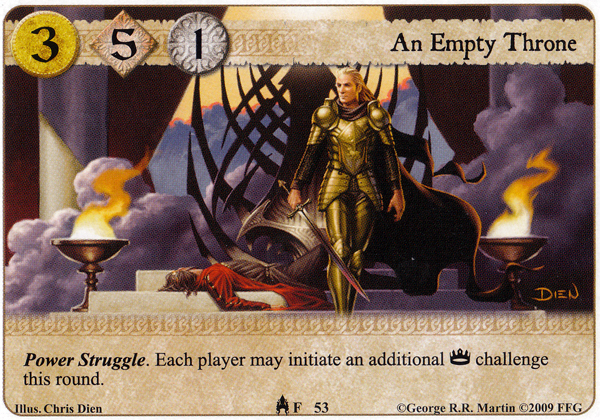 3 5 1 An Empty Throne
DIEN
Power Struggle. Each player may initiate an additional challenge
this round.
Illus. Chris Dien F 53 ©George R.R. Martin ©2009 FFG